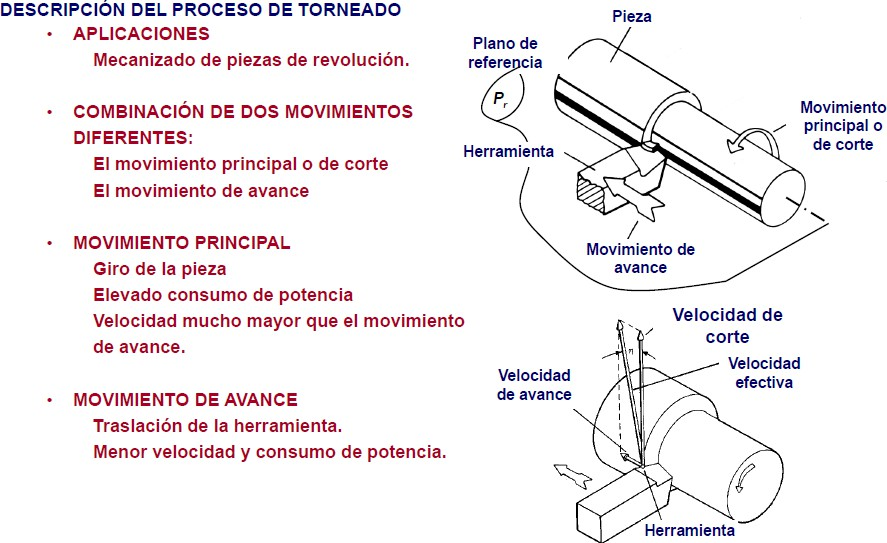 DESCRIPCIÓN DEL PROCESO DE TORNEADO
• APLICACIONES
Mecanizado de piezas de revolución.
• COMBINACIÓN DE DOS MOVIMIENTOS
DIFERENTES:
El movimiento principal o de corte
El movimiento de avance
• MOVIMIENTO PRINCIPAL
Giro de la pieza
Elevado consumo de potencia
Velocidad mucho mayor que el movimiento
de avance.
• MOVIMIENTO DE AVANCE
Traslación de la herramienta.
Menor velocidad y consumo de potencia.
Pieza
Plano de
referencia
Pr
Movimiento
principal o
de corte
Herramienta
Movimiento de
avance
Velocidad de
corte
η
Velocidad
efectiva
Velocidad
de avance
Herramienta